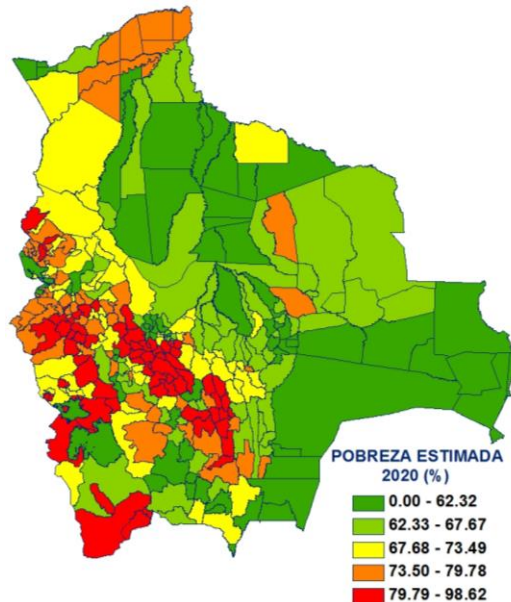 POBREZA ESTIMADA
2020 (%)
0.00 - 62.32
62.33 - 67.67
67.68 - 73.49
73.50 - 79.78
79.79 - 98.62